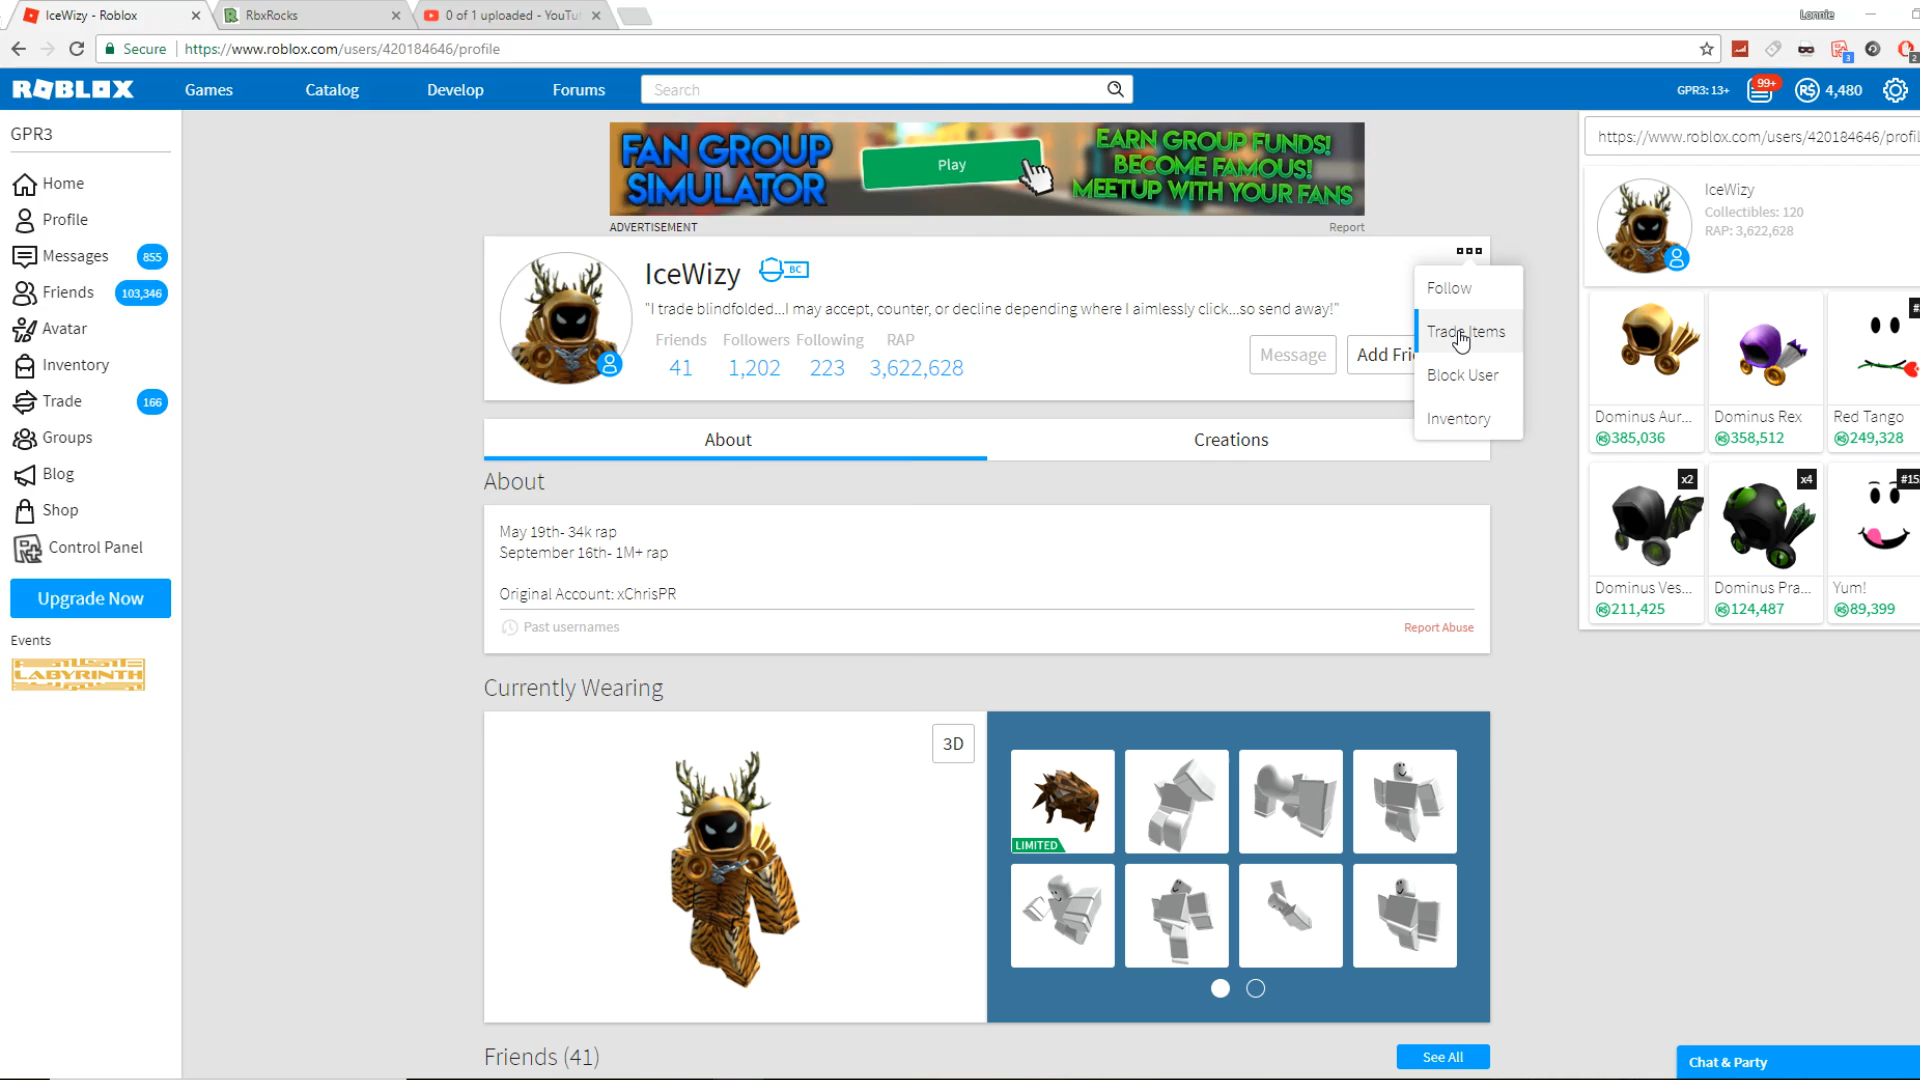 IceWizy - Roblox
RbxRocks
0 of 1 uploaded - YouTu
Lonnie
Secure
https://www.roblox.com/users/420184646/profile
3
2
ROBLOX
Games
Catalog
Develop
Forums
Search
GPR3: 13+
99+
R$ 4,480
GPR3
Home
Profile
Messages 855
Friends 103,346
Avatar
Inventory
Trade 166
Groups
Blog
Shop
Control Panel
Upgrade Now
Events
LABYRINTH
FAN GROUP
SIMULATOR
Play
EARN GROUP FUNDS!
BECOME FAMOUS!
MEETUP WITH YOUR FANS
ADVERTISEMENT
Report
IceWizy
BC
"I trade blindfolded...I may accept, counter, or decline depending where I aimlessly click...so send away!"
Friends Followers Following RAP
41 1,202 223 3,622,628
Message
Add Frie
Follow
Trade Items
Block User
Inventory
About
Creations
About
May 19th- 34k rap
September 16th- 1M+ rap
Original Account: xChrisPR
Past usernames
Report Abuse
Currently Wearing
3D
LIMITED
Friends (41)
See All
https://www.roblox.com/users/420184646/profil
IceWizy
Collectibles: 120
RAP: 3,622,628
Dominus Aur...
R$ 385,036
Dominus Rex
R$ 358,512
Red Tango
R$ 249,328
x2
x4
#15
Dominus Ves...
R$ 211,425
Dominus Pra...
R$ 124,487
Yum!
R$ 89,399
Chat & Party